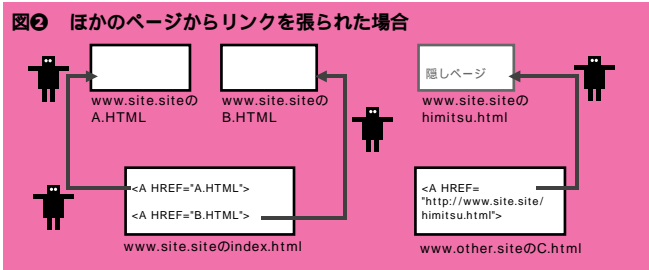 図❷ ほかのページからリンクを張られた場合
隠しページ
www.site.siteの
A.HTML
www.site.siteの
B.HTML
www.site.siteの
himitsu.html
<A HREF="A.HTML">
<A HREF="B.HTML">
<A HREF=
"http://www.site.site/
himitsu.html">
www.site.siteのindex.html
www.other.siteのC.html